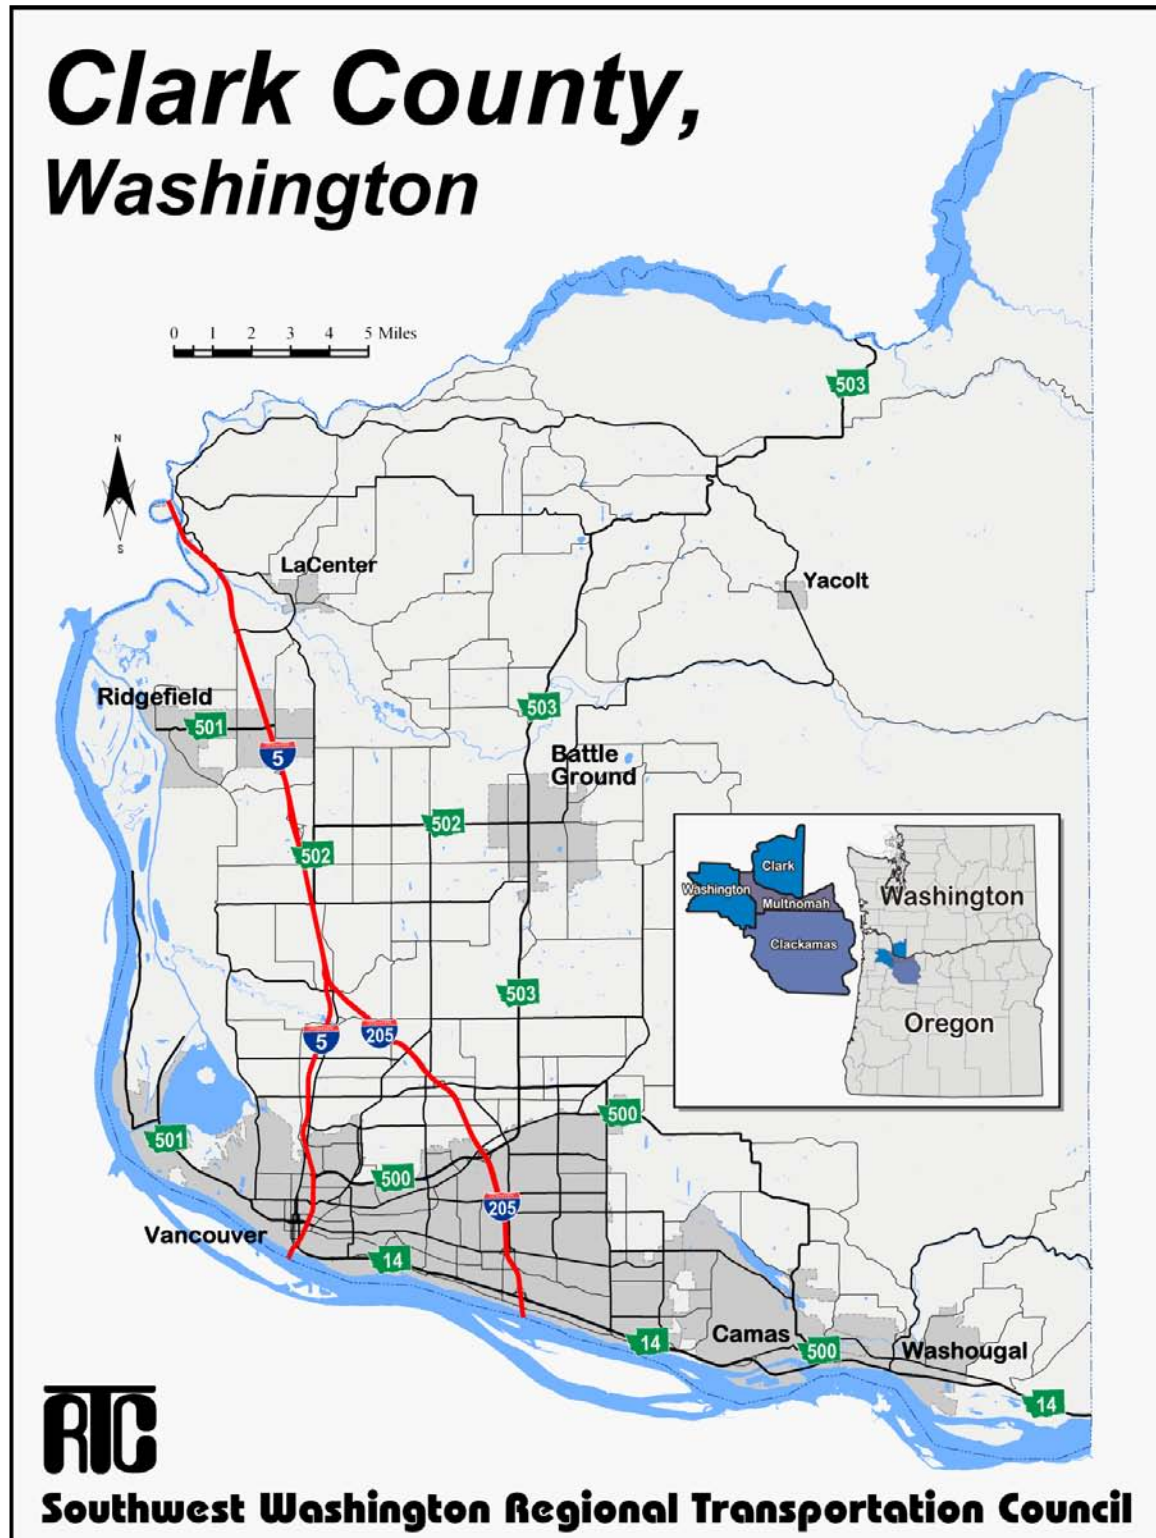 Clark County,
Washington
0 1 2 3 4 5 Miles
N
S
503
LaCenter
Yacolt
Ridgefield
501
503
5
Battle
Ground
502
502
Clark
Washington
Multnomah
Clackamas
Washington
Oregon
503
5
205
500
501
500
205
Vancouver
14
14
Camas
500
Washougal
14
RTC
Southwest Washington Regional Transportation Council